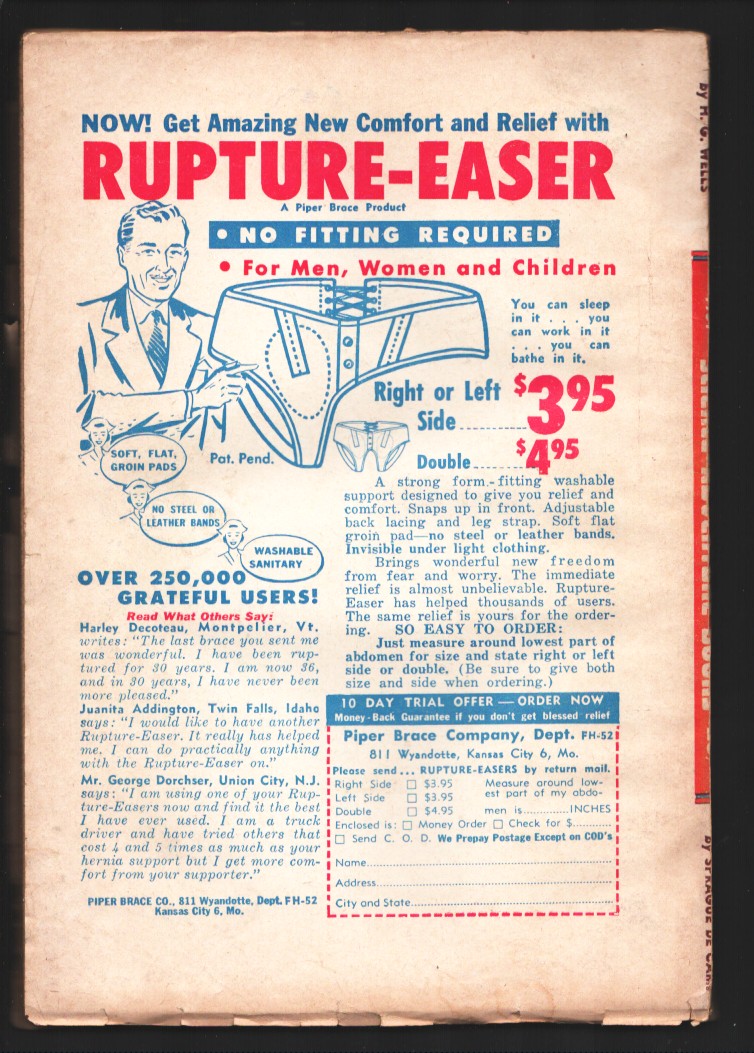 NOW! Get Amazing New Comfort and Relief with
RUPTURE-EASER
A Piper Brace Product
• NO FITTING REQUIRED
• For Men, Women and Children
You can sleep
in it . . . you
can work in it
. . . you can
bathe in it.
Right or Left
Side.......... $3.95
Double....... $4.95
Pat. Pend.
SOFT, FLAT,
GROIN PADS
NO STEEL OR
LEATHER BANDS
WASHABLE
SANITARY
OVER 250,000
GRATEFUL USERS!
Read What Others Say:
Harley Decoteau, Montpelier, Vt.
writes: "The last brace you sent me
was wonderful. I have been rup-
tured for 30 years. I am now 36,
and in 30 years, I have never been
more pleased."
Juanita Addington, Twin Falls, Idaho
says: "I would like to have another
Rupture-Easer. It really has helped
me. I can do practically anything
with the Rupture-Easer on."
Mr. George Dorchser, Union City, N.J.
says: "I am using one of your Rup-
ture-Easers now and find it the best
I have ever used. I am a truck
driver and have tried others that
cost 4 and 5 times as much as your
hernia support but I get more com-
fort from your supporter."
PIPER BRACE CO., 811 Wyandotte, Dept. FH-52
Kansas City 6, Mo.
A strong form-fitting washable
support designed to give you relief and
comfort. Snaps up in front. Adjustable
back lacing and leg strap. Soft flat
groin pad—no steel or leather bands.
Invisible under light clothing.
Brings wonderful new freedom
from fear and worry. The immediate
relief is almost unbelievable. Rupture-
Easer has helped thousands of users.
The same relief is yours for the order-
ing. SO EASY TO ORDER:
Just measure around lowest part of
abdomen for size and state right or left
side or double. (Be sure to give both
size and side when ordering.)
10 DAY TRIAL OFFER — ORDER NOW
Money-Back Guarantee if you don't get blessed relief
Piper Brace Company, Dept. FH-52
811 Wyandotte, Kansas City 6, Mo.
Please send... RUPTURE-EASERS by return mail.
Right Side □ $3.95
Left Side □ $3.95
Double □ $4.95
Measure around low-
est part of my abdo-
men is............INCHES
Enclosed is: □ Money Order □ Check for $........
□ Send C. O. D. We Prepay Postage Except on COD's
Name..........
Address..........
City and State..........
by H. G. WELLS
by SPRAGUE DE CAMP